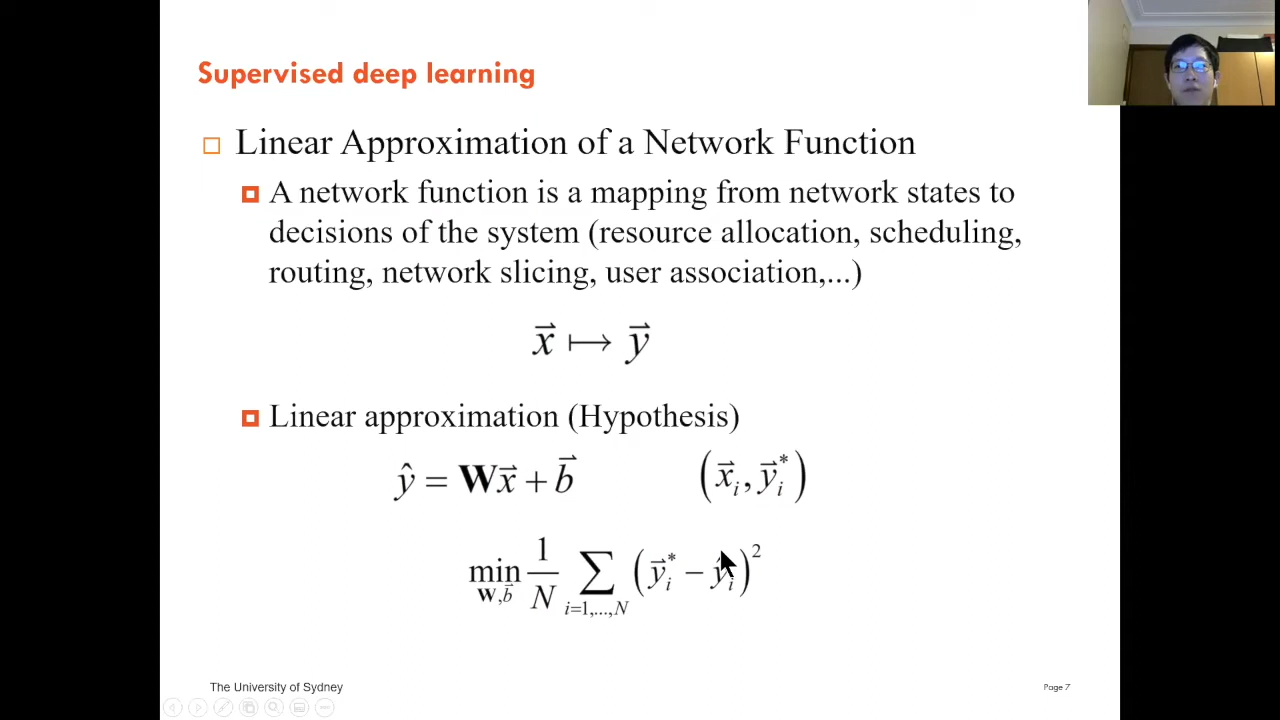 Supervised deep learning
Linear Approximation of a Network Function
A network function is a mapping from network states to
decisions of the system (resource allocation, scheduling,
routing, network slicing, user association,...)
x⃗ ↦ y⃗
Linear approximation (Hypothesis)
ŷ = Wx⃗ + b⃗ (x⃗ᵢ, y⃗ᵢ*)
min W,b⃗ 1/N ∑ i=1,...,N (y⃗ᵢ* − ŷᵢ)²
The University of Sydney
Page 7